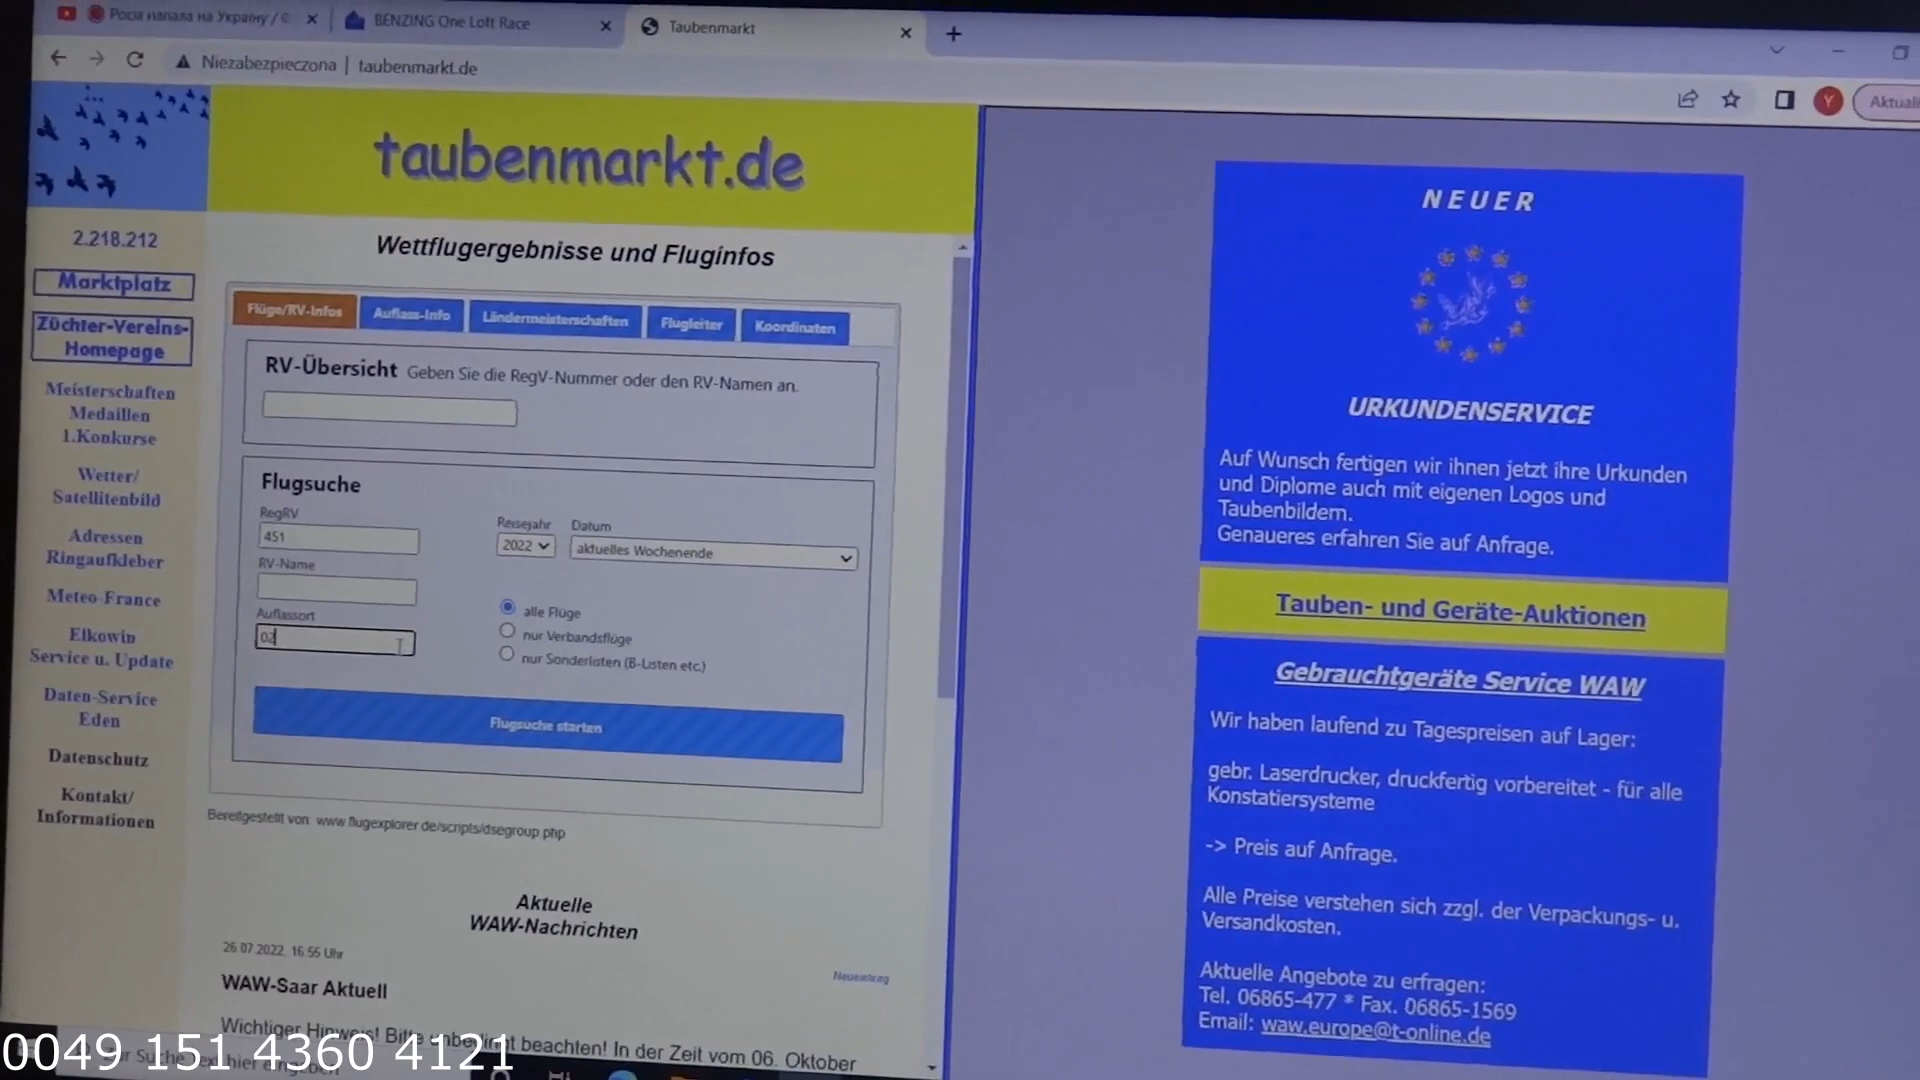 Росія напала на Україну /
BENZING One Loft Race
Taubenmarkt
Niezabezpieczona | taubenmarkt.de
Y
Aktuali
taubenmarkt.de
2.218.212
Marktplatz
Züchter-Vereins-
Homepage
Meisterschaften
Medaillen
1.Konkurse
Wetter/
Satellitenbild
Adressen
Ringaufkleber
Meteo-France
Elkowin
Service u. Update
Daten-Service
Eden
Datenschutz
Kontakt/
Informationen
Wettflugergebnisse und Fluginfos
Flüge/RV-Infos
Auflass-Info
Ländermeisterschaften
Flugleiter
Koordinaten
RV-Übersicht Geben Sie die RegV-Nummer oder den RV-Namen an.
Flugsuche
RegRV
451
RV-Name
Auflassort
02
Reisejahr
2022
Datum
aktuelles Wochenende
alle Flüge
nur Verbandsflüge
nur Sonderlisten (B-Listen etc.)
Flugsuche starten
Bereitgestellt von: www.flugexplorer.de/scripts/dsegroup.php
Aktuelle
WAW-Nachrichten
26.07.2022, 16:55 Uhr
WAW-Saar Aktuell
Wichtiger Hinweis! Bitte unbedingt beachten! In der Zeit vom 06. Oktober
NEUER
URKUNDENSERVICE
Auf Wunsch fertigen wir ihnen jetzt ihre Urkunden
und Diplome auch mit eigenen Logos und
Taubenbildern.
Genaueres erfahren Sie auf Anfrage.
Tauben- und Geräte-Auktionen
Gebrauchtgeräte Service WAW
Wir haben laufend zu Tagespreisen auf Lager:
gebr. Laserdrucker, druckfertig vorbereitet - für alle
Konstatiersysteme
-> Preis auf Anfrage.
Alle Preise verstehen sich zzgl. der Verpackungs- u.
Versandkosten.
Aktuelle Angebote zu erfragen:
Tel. 06865-477 * Fax. 06865-1569
Email: waw.europe@t-online.de
0049 151 4360 4121